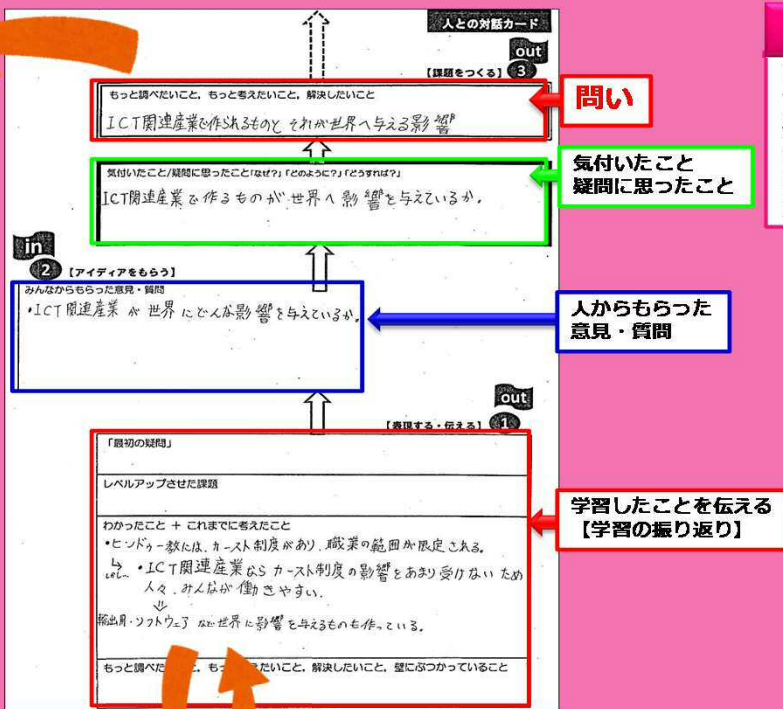 人との対話カード
out
【課題をつくる】 3
もっと調べたいこと，もっと考えたいこと，解決したいこと
ICT関連産業で作られるものと それが世界へ与える影響
問い
気付いたこと/疑問に思ったこと「なぜ？」「どのように？」「どうすれば？」
ICT関連産業で作るものが世界へ影響を与えているか。
気付いたこと
疑問に思ったこと
in
2 【アイディアをもらう】
みんなからもらった意見・質問
・ICT関連産業が世界にどんな影響を与えているか。
人からもらった
意見・質問
out
【表現する・伝える】 1
「最初の疑問」
レベルアップさせた課題
わかったこと ＋ これまでに考えたこと
・ヒンドゥー教には、カースト制度があり、職業の範囲が限定される。
・ICT関連産業ならカースト制度の影響をあまり受けないため
人々、みんなが働きやすい。
輸出用・ソフトウェアなど世界に影響を与えるものも作っている。
学習したことを伝える
【学習の振り返り】
もっと調べた
、も
えたいこと，解決したいこと，壁にぶつかっていること